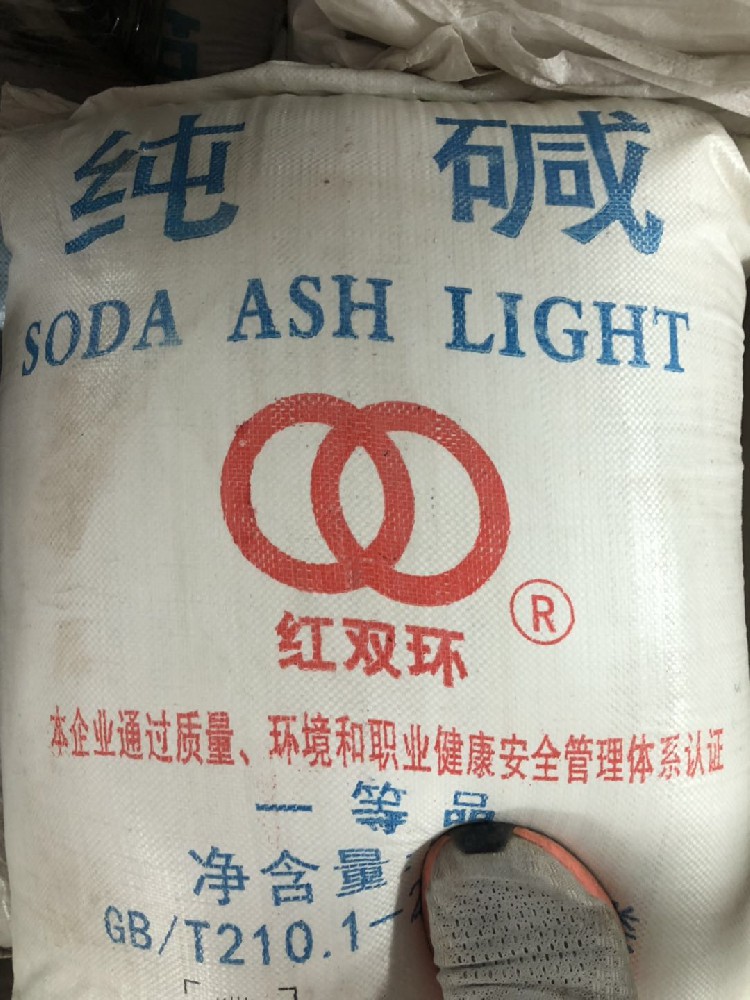 纯碱
SODA ASH LIGHT
红双环
®
本企业通过质量、环境和职业健康安全管理体系认证
一等品
净含量
GB/T210.1-2